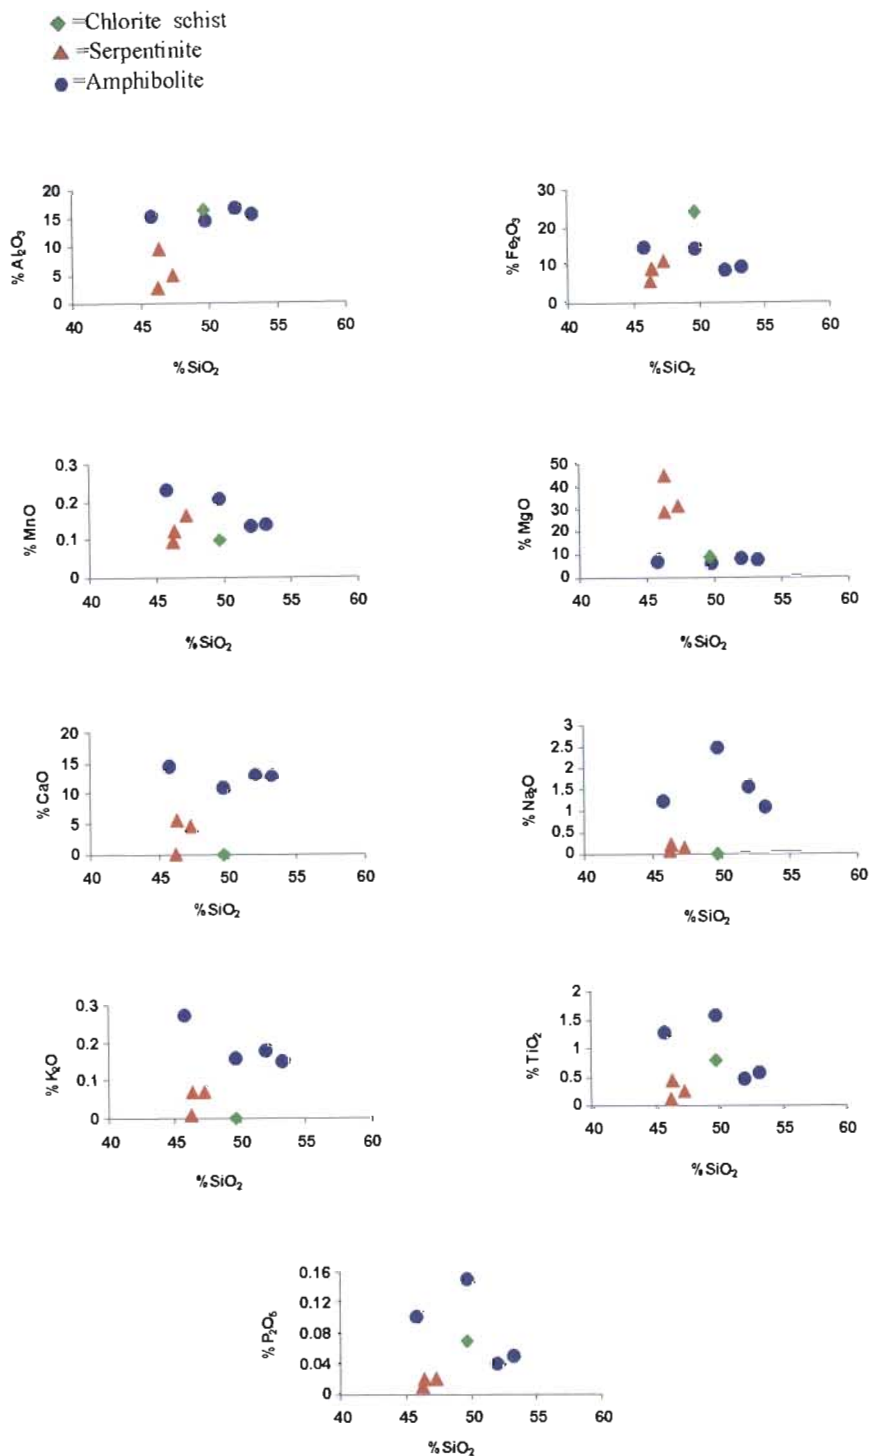 =Chlorite schist
=Serpentinite
=Amphibolite
20
15
10
5
0
40 45 50 55 60
% Al₂O₃
%SiO₂
30
20
10
0
40 45 50 55 60
% Fe₂O₃
%SiO₂
0.3
0.2
0.1
0
40 45 50 55 60
% MnO
%SiO₂
50
40
30
20
10
0
40 45 50 55 60
% MgO
%SiO₂
20
15
10
5
0
40 45 50 55 60
% CaO
%SiO₂
3
2.5
2
1.5
1
0.5
0
40 45 50 55 60
% Na₂O
%SiO₂
0.3
0.2
0.1
0
40 45 50 55 60
% K₂O
%SiO₂
2
1.5
1
0.5
0
40 45 50 55 60
% TiO₂
%SiO₂
0.16
0.12
0.08
0.04
0
40 45 50 55 60
% P₂O₅
%SiO₂